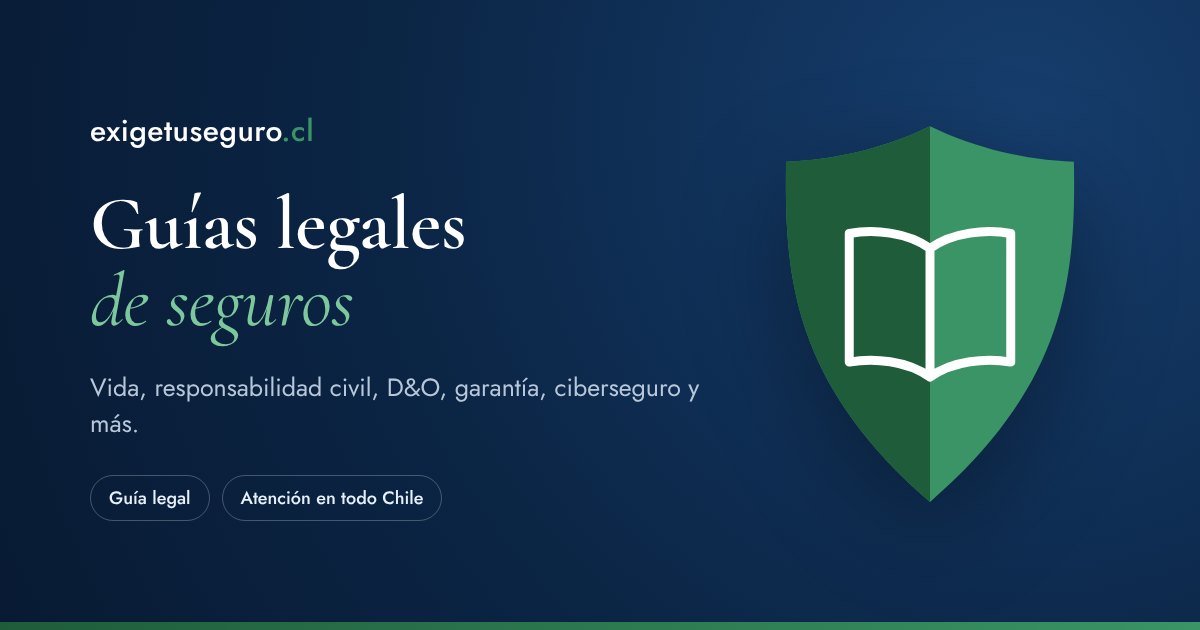 exigetuseguro.cl
Guías legales
de seguros
Vida, responsabilidad civil, D&O, garantía, ciberseguro y
más.
Guía legal
Atención en todo Chile